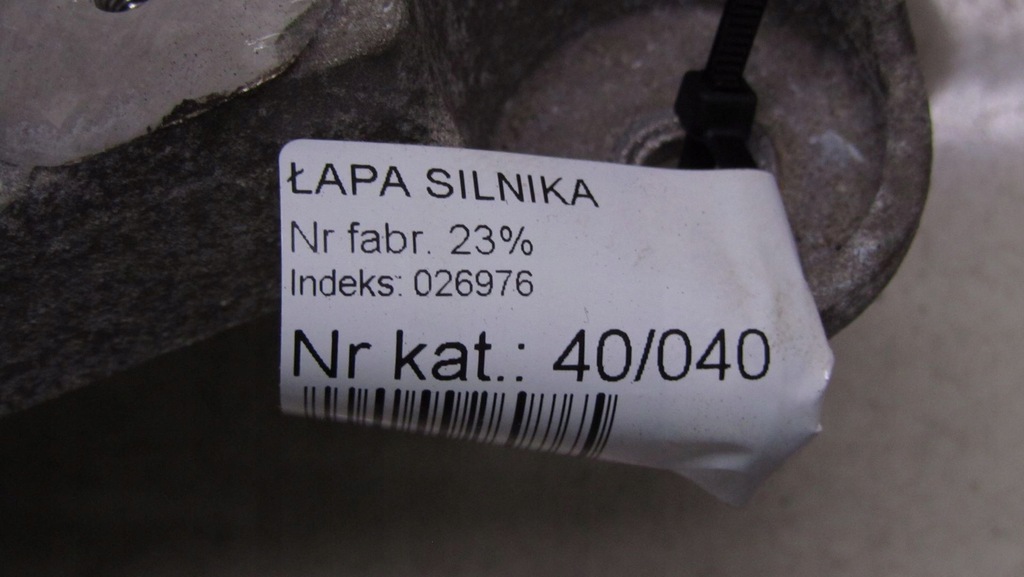 ŁAPA SILNIKA
Nr fabr. 23%
Indeks: 026976
Nr kat.: 40/040